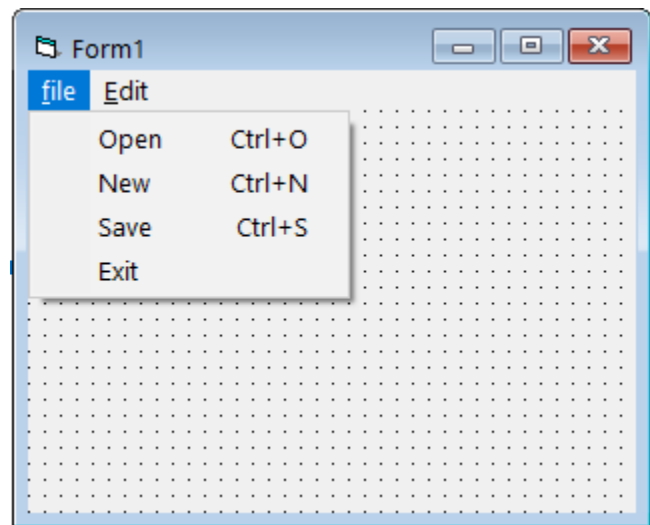 Form1
file Edit
Open Ctrl+O
New Ctrl+N
Save Ctrl+S
Exit